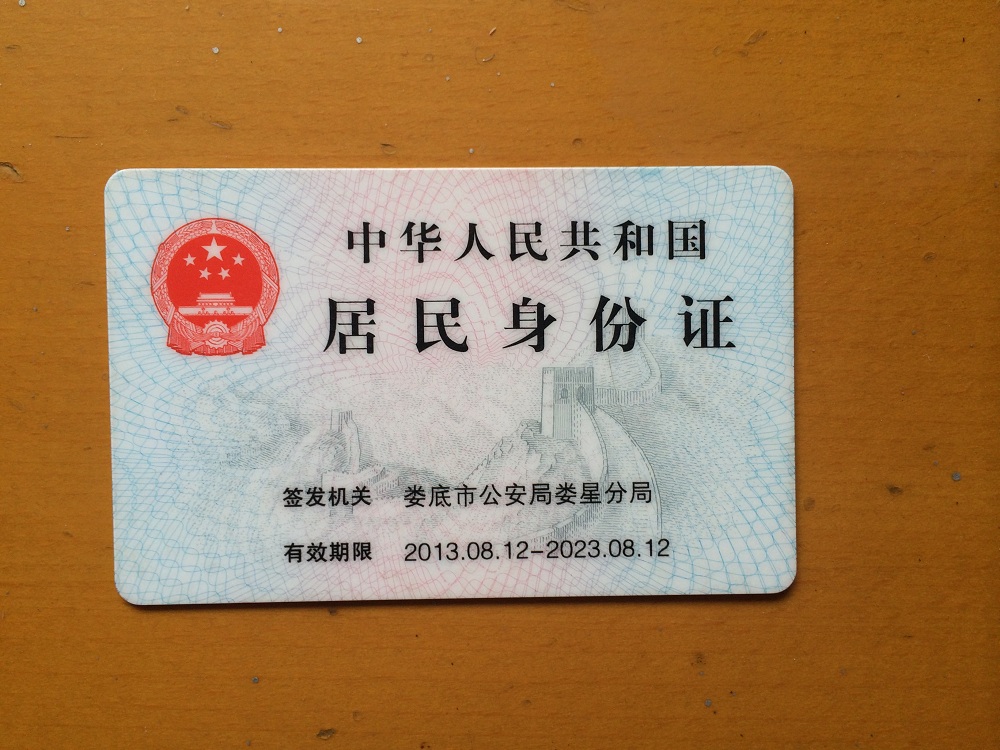 中华人民共和国
居民身份证
签发机关 娄底市公安局娄星分局
有效期限 2013.08.12-2023.08.12